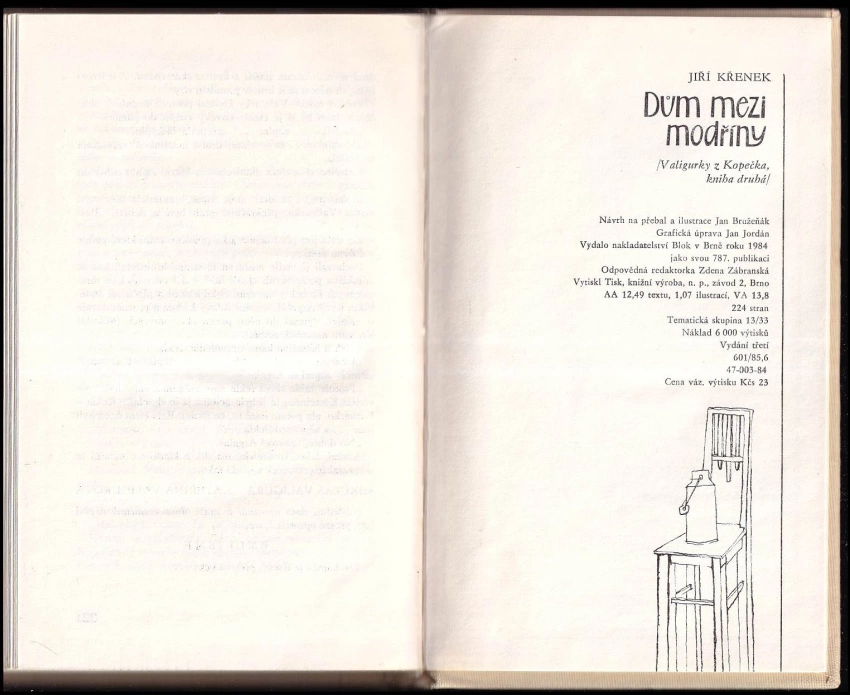 JIŘÍ KŘENEK
Dům mezi
modříny
/Valigurky z Kopečka,
kniha druhá/
Návrh na přebal a ilustrace Jan Bružeňák
Grafická úprava Jan Jordán
Vydalo nakladatelství Blok v Brně roku 1984
jako svou 787. publikaci
Odpovědná redaktorka Zdena Zábranská
Vytiskl Tisk, knižní výroba, n. p., závod 2, Brno
AA 12,49 textu, 1,07 ilustrací, VA 13,8
224 stran
Tematická skupina 13/33
Náklad 6 000 výtisků
Vydání třetí
601/85,6
47-003-84
Cena váz. výtisku Kčs 23